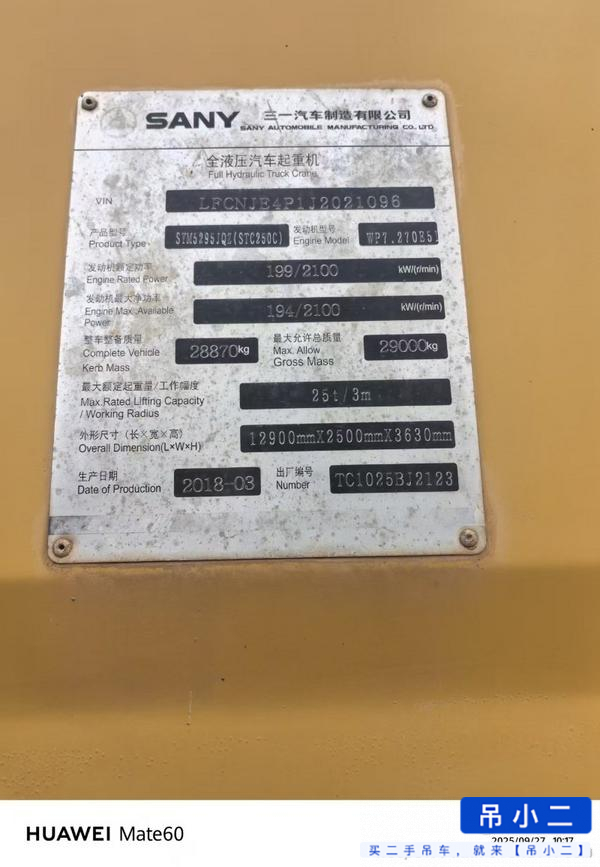 SANY 三一汽车制造有限公司
SANY AUTOMOBILE MANUFACTURING CO., LTD
全液压汽车起重机
Full Hydraulic Truck Crane
VIN LFCNJE4P1J2021096
产品型号 SYM5295JQZ(STC250C) 发动机型号 WP7.270E51
Product Type Engine Model
发动机额定功率 199/2100 kW/(r/min)
Engine Rated Power
发动机最大净功率 194/2100 kW/(r/min)
Engine Max. Available
Power
整车整备质量 28870kg 最大允许总质量 29000kg
Complete Vehicle Max. Allow
Kerb Mass Gross Mass
最大额定起重量/工作幅度 25t/3m
Max.Rated Lifting Capacity
/ Working Radius
外形尺寸(长×宽×高) 12900mmX2500mmX3630mm
Overall Dimension(L×W×H)
生产日期 2018-03 出厂编号 TC1025BJ2123
Date of Production Number
HUAWEI Mate60
吊小二
2025/09/27 10:17
买二手吊车,就来【吊小二】